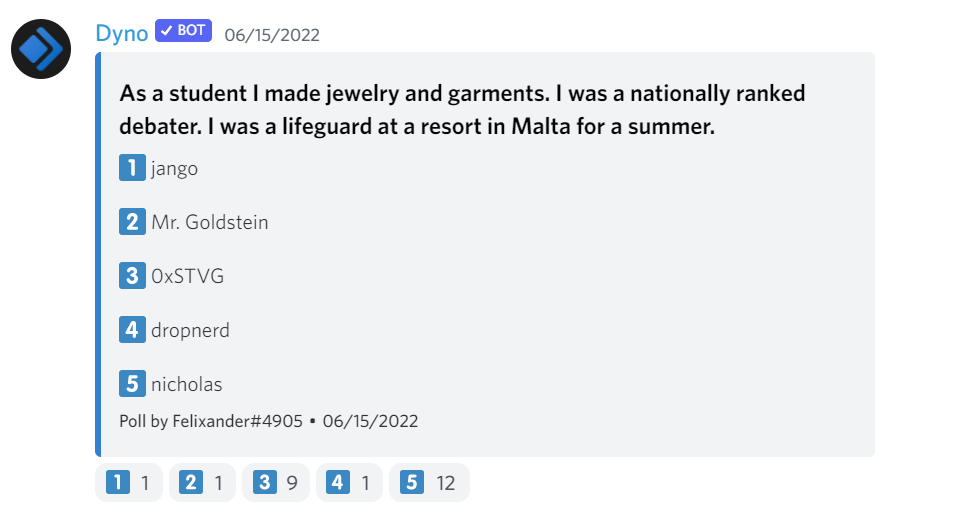 Dyno ✓ BOT 06/15/2022
As a student I made jewelry and garments. I was a nationally ranked
debater. I was a lifeguard at a resort in Malta for a summer.
1 jango
2 Mr. Goldstein
3 0xSTVG
4 dropnerd
5 nicholas
Poll by Felixander#4905 • 06/15/2022
1 1 2 1 3 9 4 1 5 12